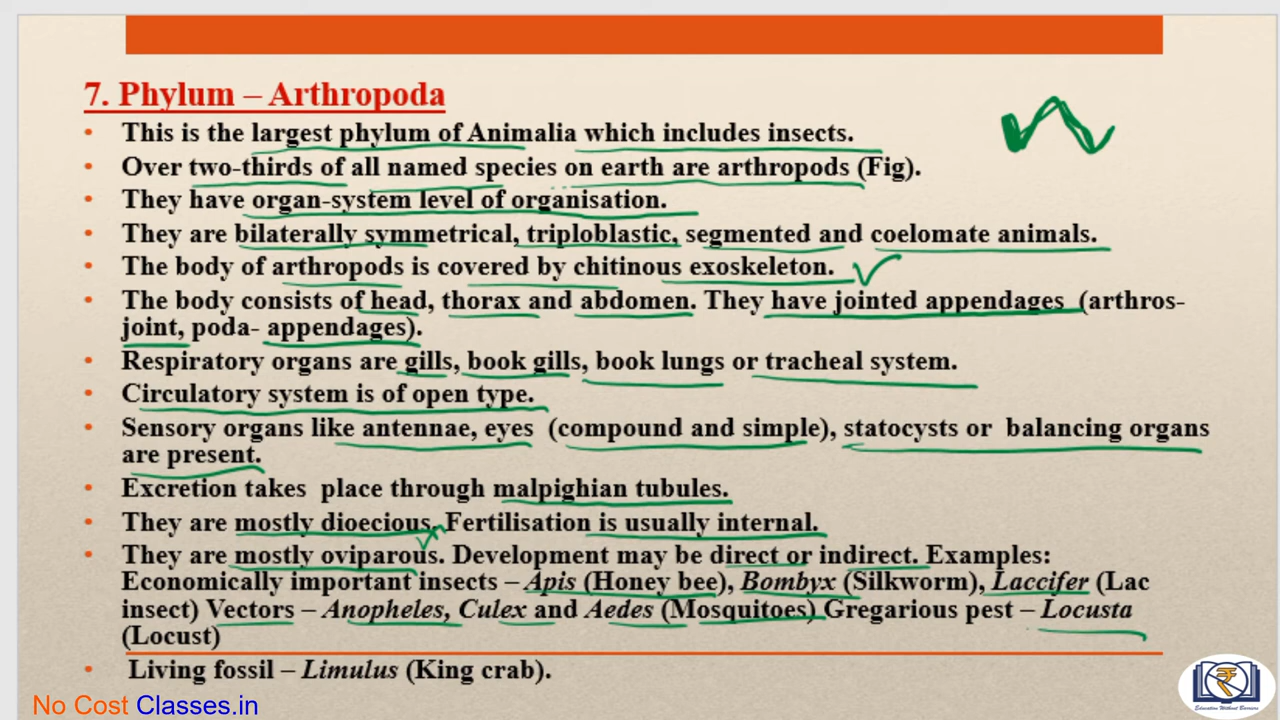 7. Phylum – Arthropoda
• This is the largest phylum of Animalia which includes insects.
• Over two-thirds of all named species on earth are arthropods (Fig).
• They have organ-system level of organisation.
• They are bilaterally symmetrical, triploblastic, segmented and coelomate animals.
• The body of arthropods is covered by chitinous exoskeleton.
• The body consists of head, thorax and abdomen. They have jointed appendages (arthros-
joint, poda- appendages).
• Respiratory organs are gills, book gills, book lungs or tracheal system.
• Circulatory system is of open type.
• Sensory organs like antennae, eyes (compound and simple), statocysts or balancing organs
are present.
• Excretion takes place through malpighian tubules.
• They are mostly dioecious. Fertilisation is usually internal.
• They are mostly oviparous. Development may be direct or indirect. Examples:
Economically important insects – Apis (Honey bee), Bombyx (Silkworm), Laccifer (Lac
insect) Vectors – Anopheles, Culex and Aedes (Mosquitoes) Gregarious pest – Locusta
(Locust)
• Living fossil – Limulus (King crab).
No Cost Classes.in
Education Without Barriers